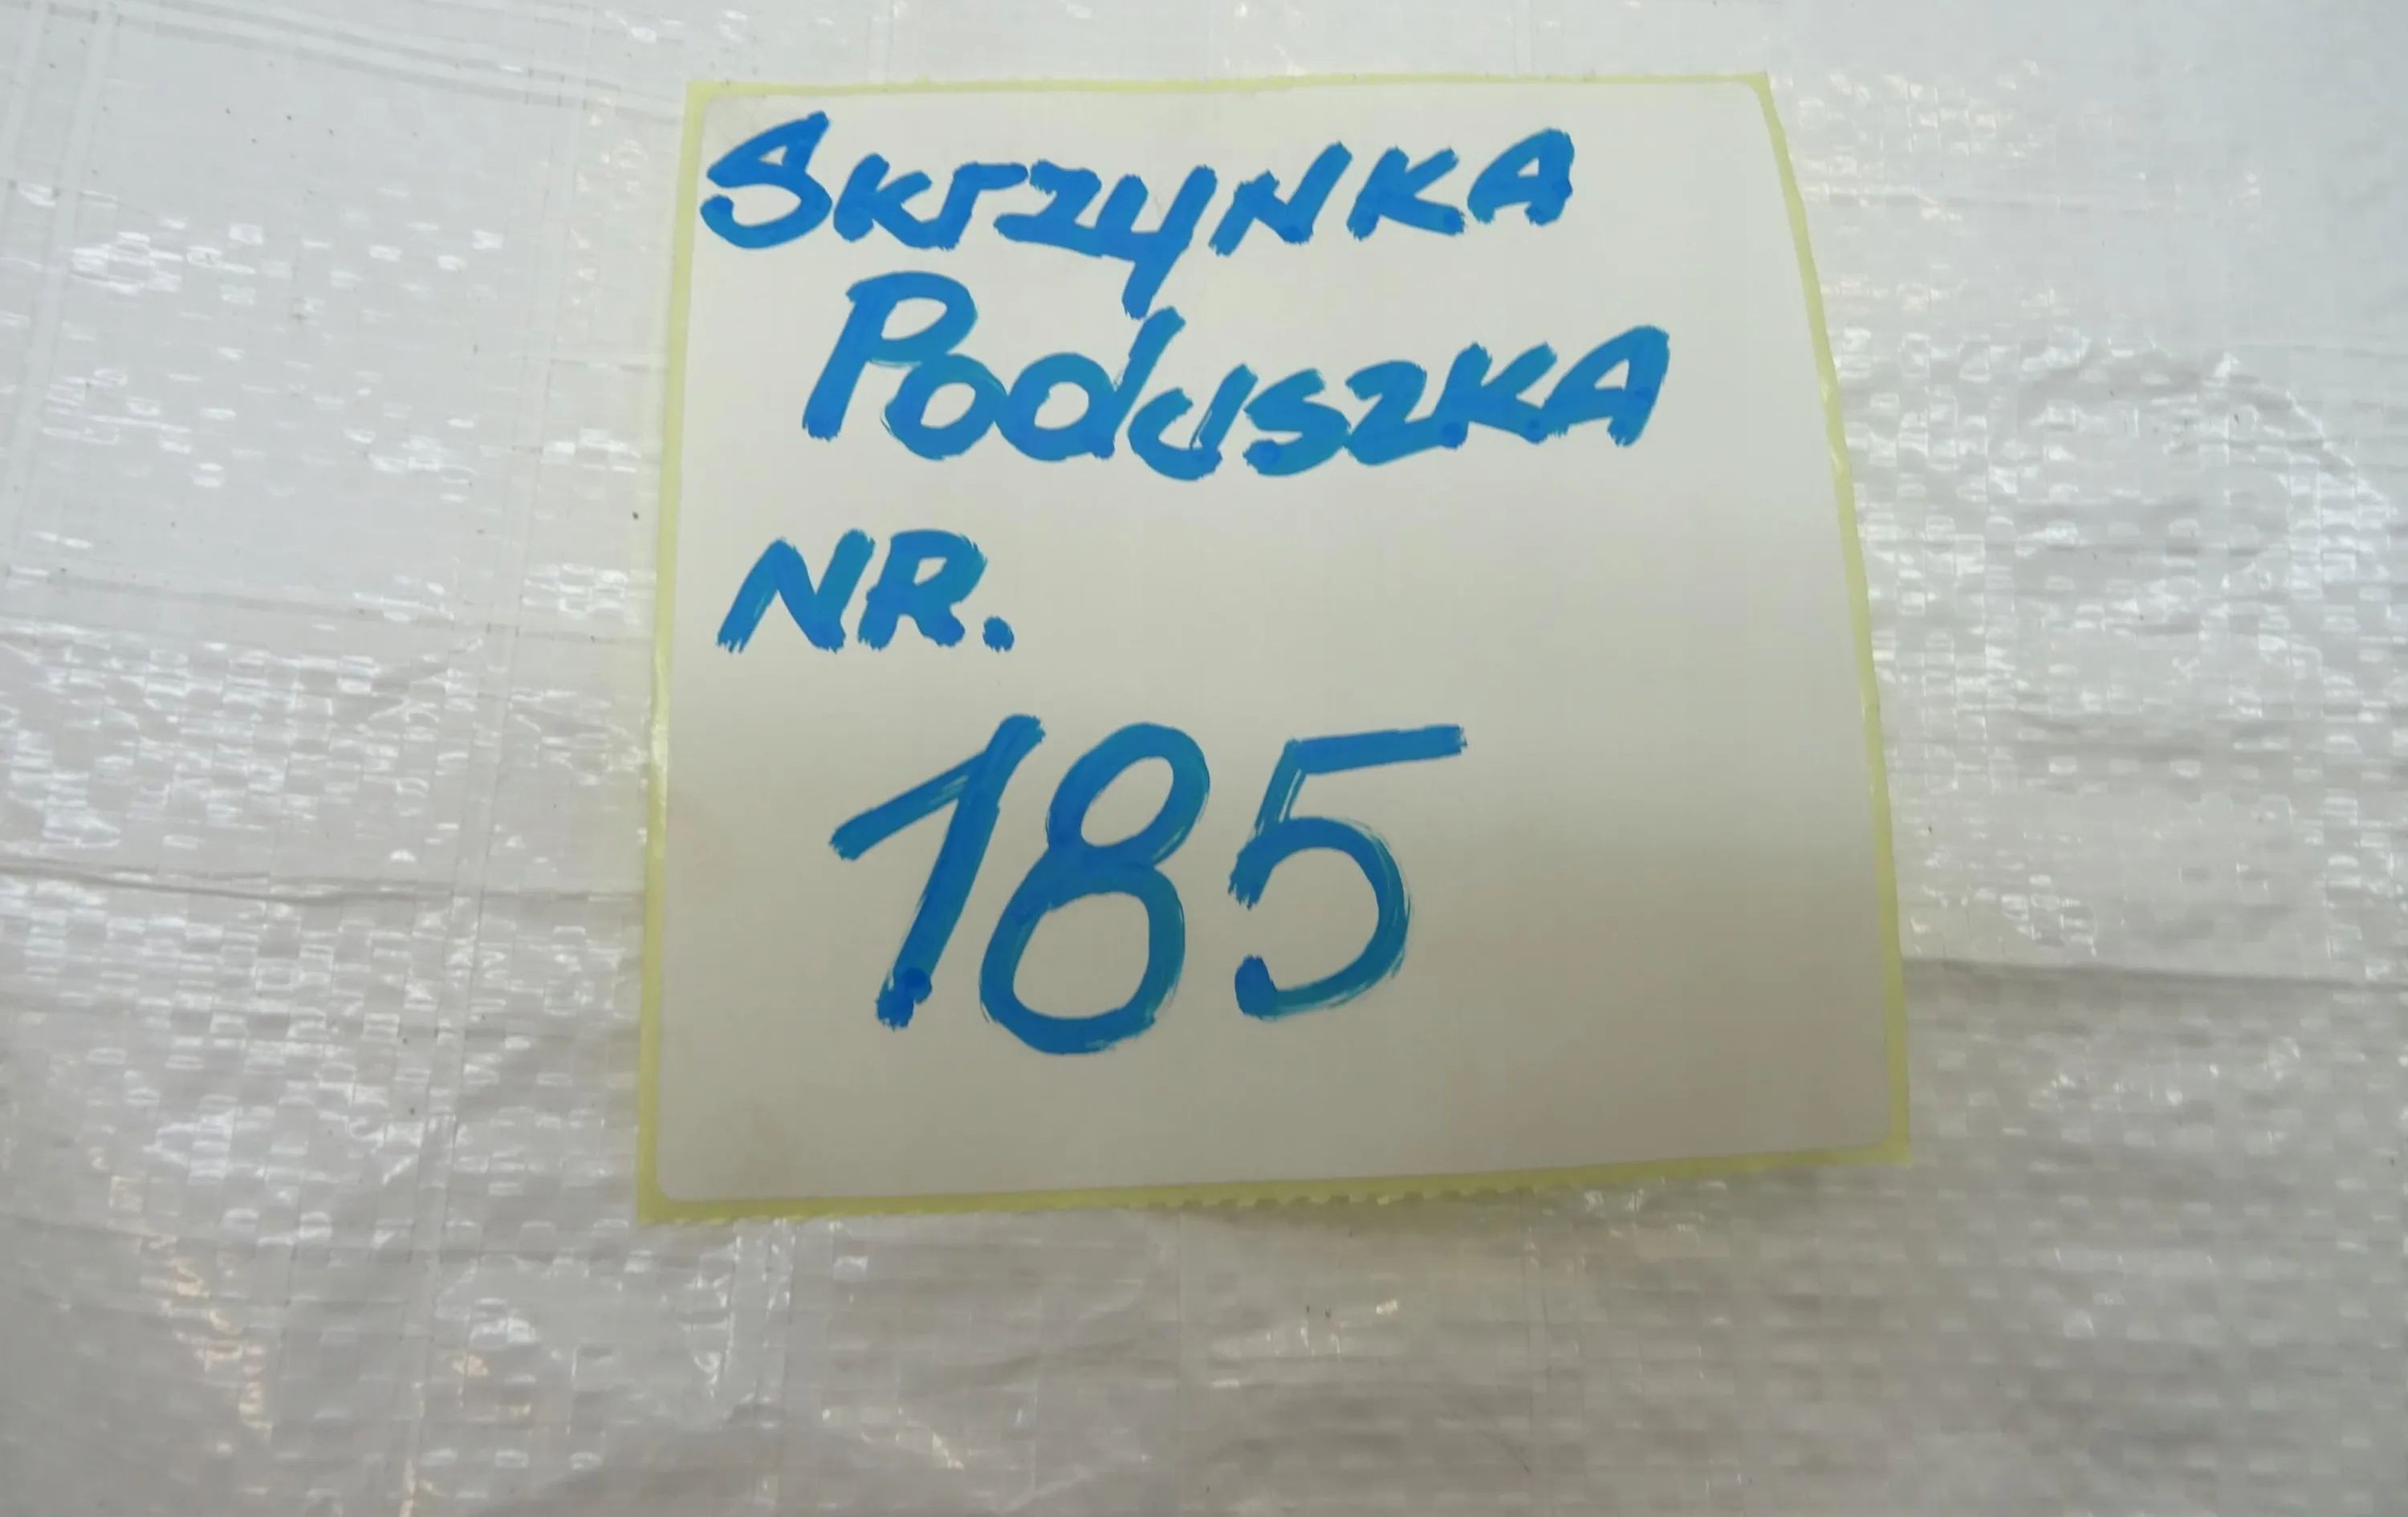 SKrzyNKA
PoduszKA
NR.
185